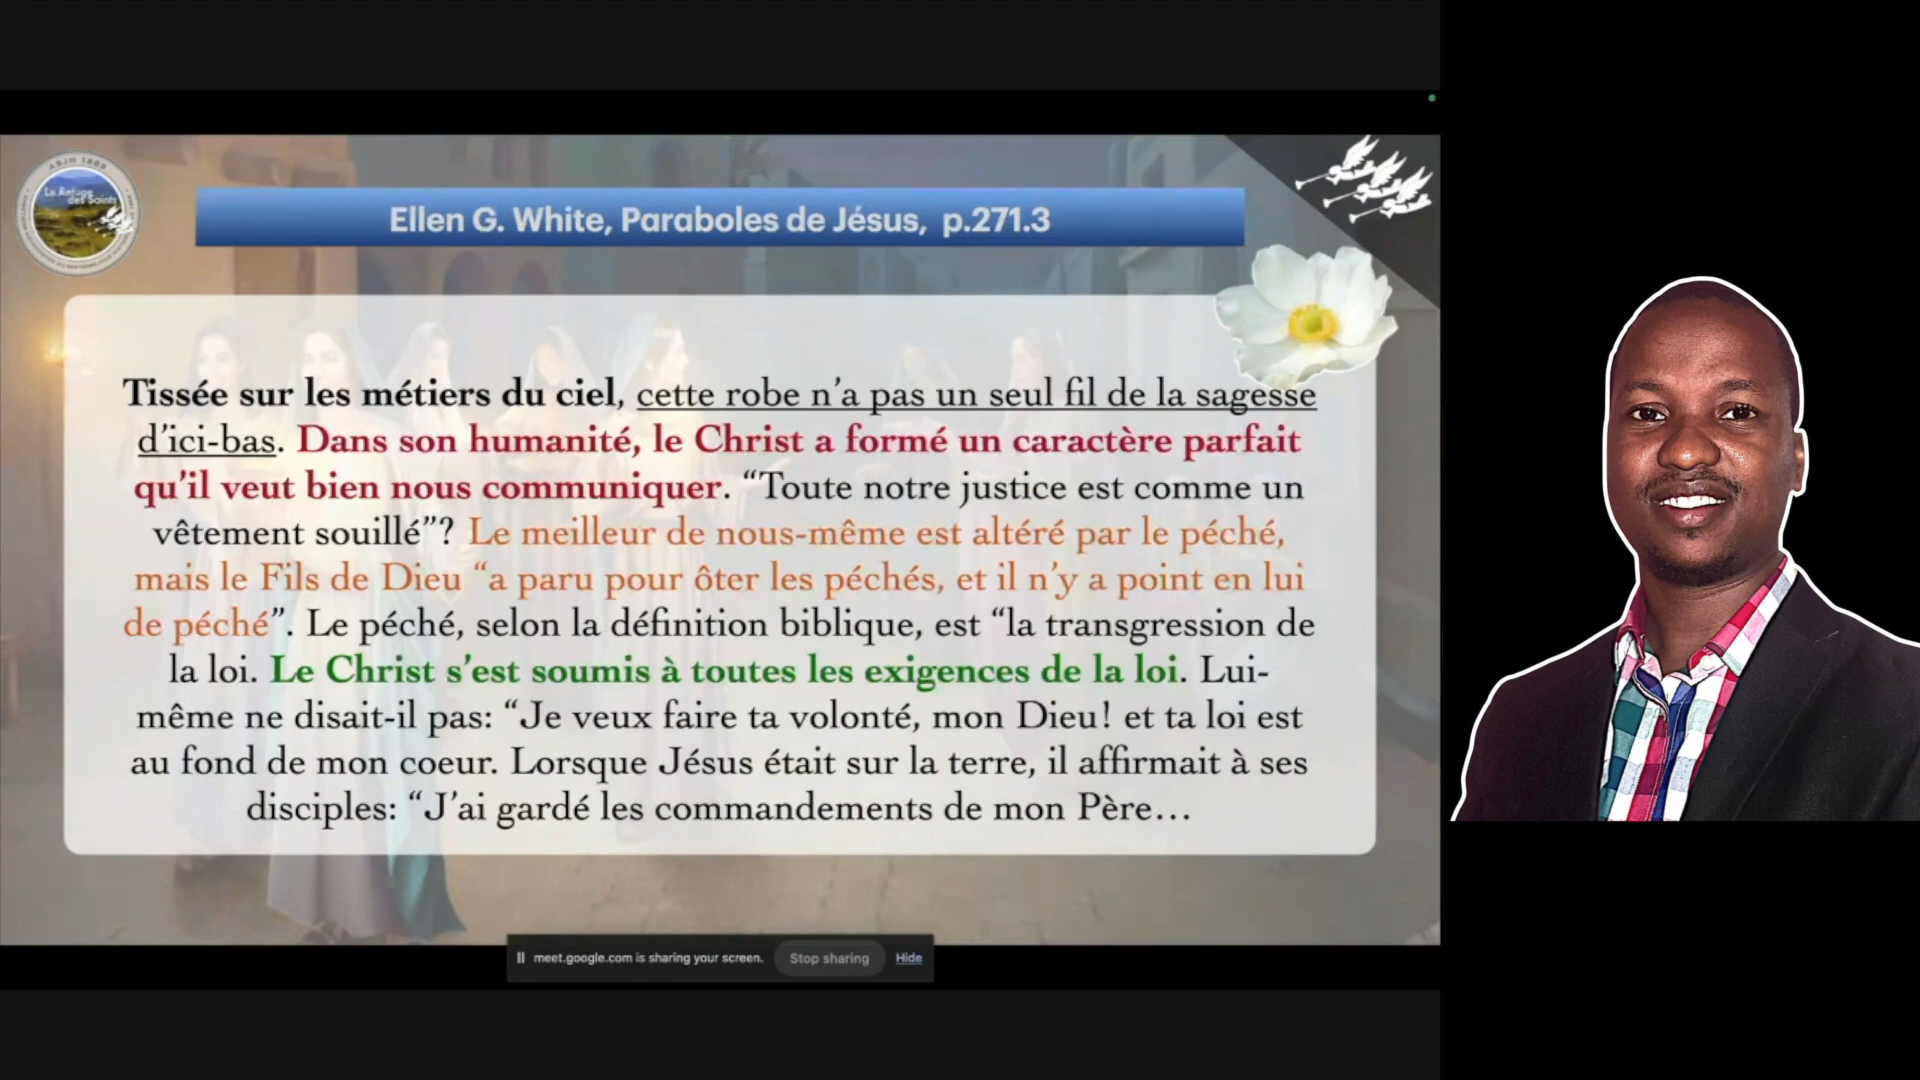 ASJH 1889
Le Refuge
des Saints
Ellen G. White, Paraboles de Jésus, p.271.3
Tissée sur les métiers du ciel, cette robe n’a pas un seul fil de la sagesse
d’ici-bas. Dans son humanité, le Christ a formé un caractère parfait
qu’il veut bien nous communiquer. “Toute notre justice est comme un
vêtement souillé”? Le meilleur de nous-même est altéré par le péché,
mais le Fils de Dieu “a paru pour ôter les péchés, et il n’y a point en lui
de péché”. Le péché, selon la définition biblique, est “la transgression de
la loi. Le Christ s’est soumis à toutes les exigences de la loi. Lui-
même ne disait-il pas: “Je veux faire ta volonté, mon Dieu! et ta loi est
au fond de mon coeur. Lorsque Jésus était sur la terre, il affirmait à ses
disciples: “J’ai gardé les commandements de mon Père…
meet.google.com is sharing your screen. Stop sharing Hide